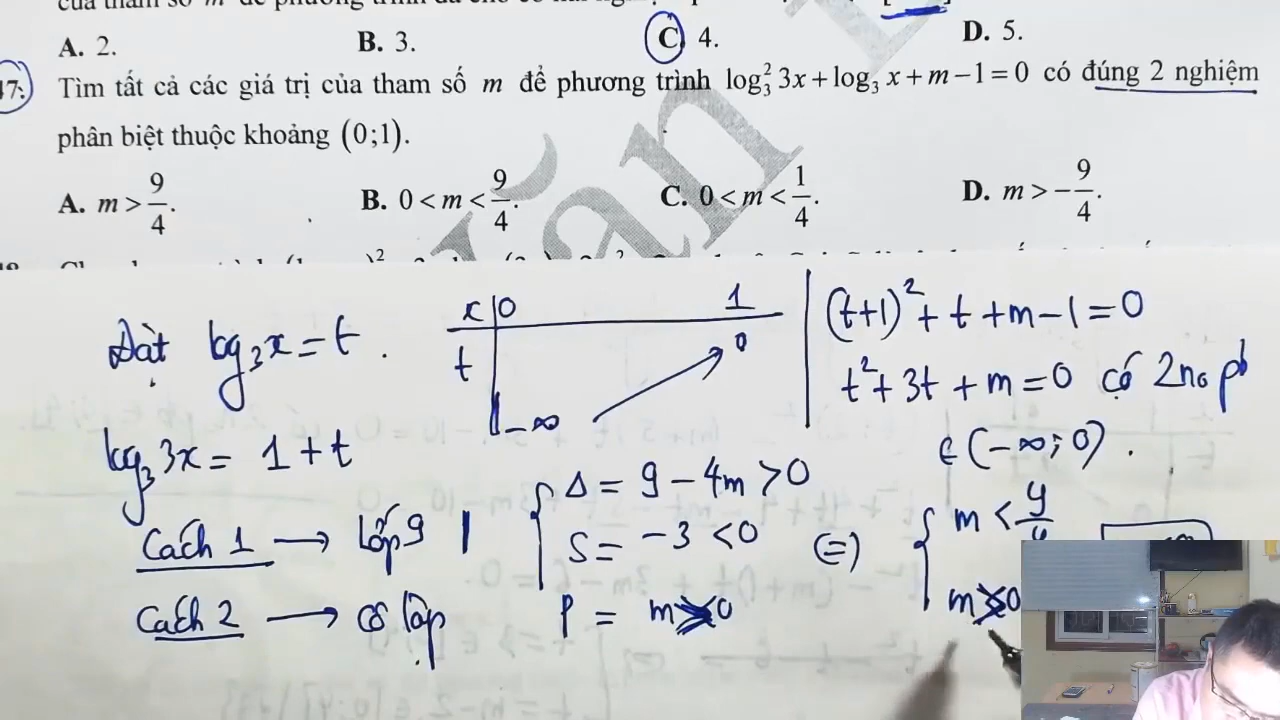 A. 2. B. 3. C. 4. D. 5.
17: Tìm tất cả các giá trị của tham số m để phương trình log₃² 3x + log₃ x + m − 1 = 0 có đúng 2 nghiệm
phân biệt thuộc khoảng (0;1).
A. m > 9/4. B. 0 < m < 9/4. C. 0 < m < 1/4. D. m > −9/4.
Đặt log₃x = t.
log₃3x = 1 + t
x 0 1
t −∞ 0
(t+1)² + t + m − 1 = 0
t² + 3t + m = 0 có 2 no pb
∈ (−∞; 0).
Cách 1 → Lớp 9
Cách 2 → cô lập
Δ = 9 − 4m > 0
S = −3 < 0
P = m > 0
(=) m < 9/4
m > 0